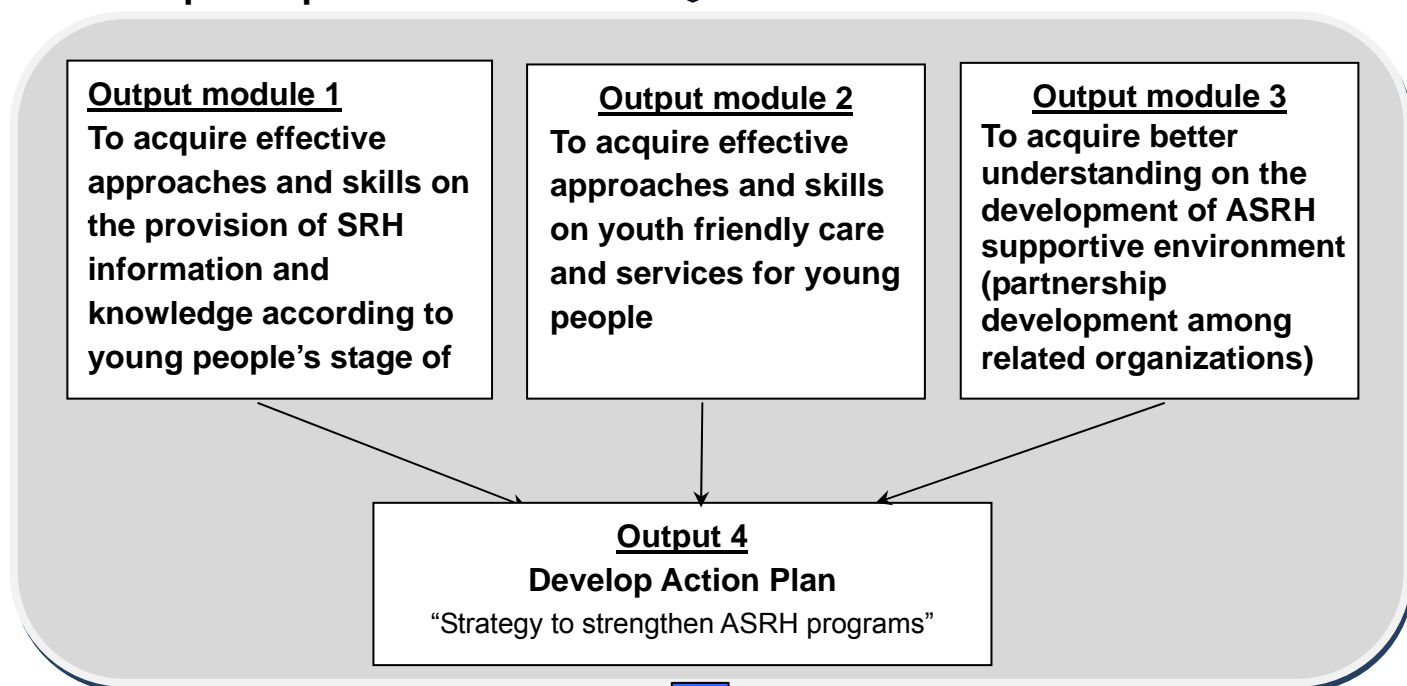 Output module 1
To acquire effective
approaches and skills on
the provision of SRH
information and
knowledge according to
young people’s stage of
Output module 2
To acquire effective
approaches and skills
on youth friendly care
and services for young
people
Output module 3
To acquire better
understanding on the
development of ASRH
supportive environment
(partnership
development among
related organizations)
Output 4
Develop Action Plan
“Strategy to strengthen ASRH programs”